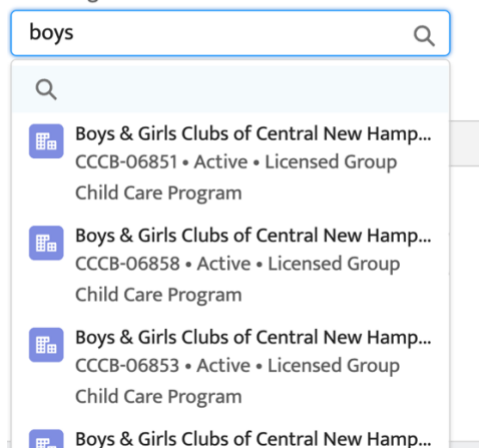 boys
Boys & Girls Clubs of Central New Hamp...
CCCB-06851 • Active • Licensed Group
Child Care Program
Boys & Girls Clubs of Central New Hamp...
CCCB-06858 • Active • Licensed Group
Child Care Program
Boys & Girls Clubs of Central New Hamp...
CCCB-06853 • Active • Licensed Group
Child Care Program
Boys & Girls Clubs of Central New Hamp...